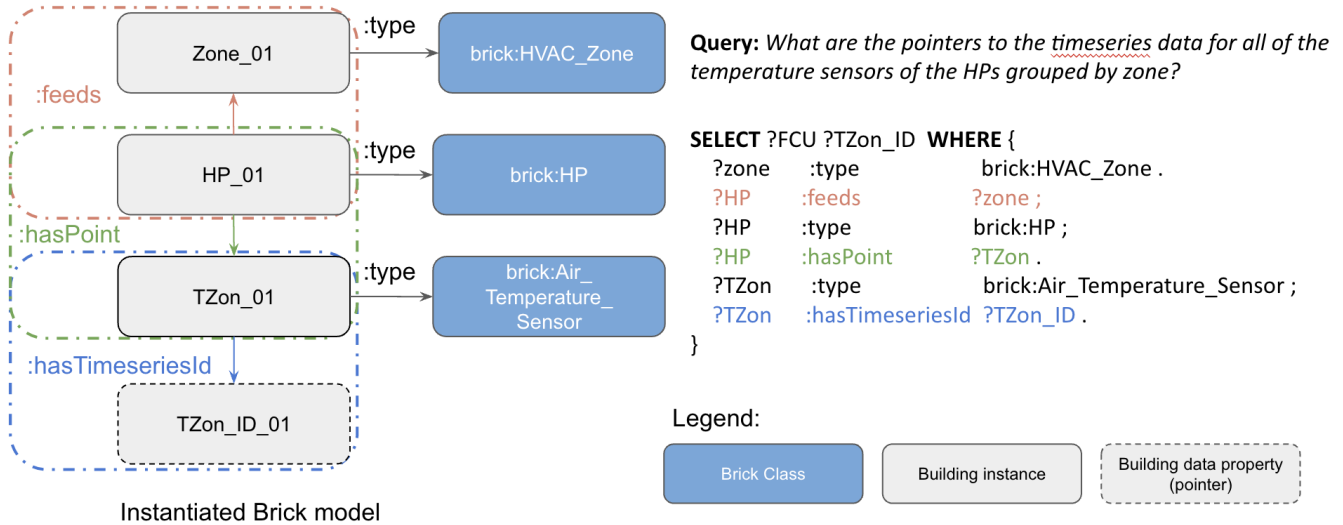 Zone_01
:type
brick:HVAC_Zone
:feeds
HP_01
:type
brick:HP
:hasPoint
TZon_01
:type
brick:Air_
Temperature_
Sensor
:hasTimeseriesId
TZon_ID_01
Instantiated Brick model
Query: What are the pointers to the timeseries data for all of the
temperature sensors of the HPs grouped by zone?
SELECT ?FCU ?TZon_ID WHERE {
?zone :type brick:HVAC_Zone .
?HP :feeds ?zone ;
?HP :type brick:HP ;
?HP :hasPoint ?TZon .
?TZon :type brick:Air_Temperature_Sensor ;
?TZon :hasTimeseriesId ?TZon_ID .
}
Legend:
Brick Class
Building instance
Building data property
(pointer)